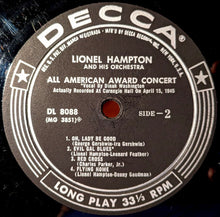 DECCA
LIONEL HAMPTON
AND HIS ORCHESTRA
ALL AMERICAN AWARD CONCERT
Vocal By Dinah Washington
Actually Recorded At Carnegie Hall On April 15, 1945
DL 8088
(MG 3851)
SIDE - 2
1. OH, LADY BE GOOD
(George Gershwin-Ira Gershwin)
2. EVIL GAL BLUES
(Lionel Hampton-Leonard Feather)
3. RED CROSS
(Charles Parker, Jr.)
4. FLYING HOME
(Lionel Hampton-Benny Goodman)
LONG PLAY 33⅓ RPM